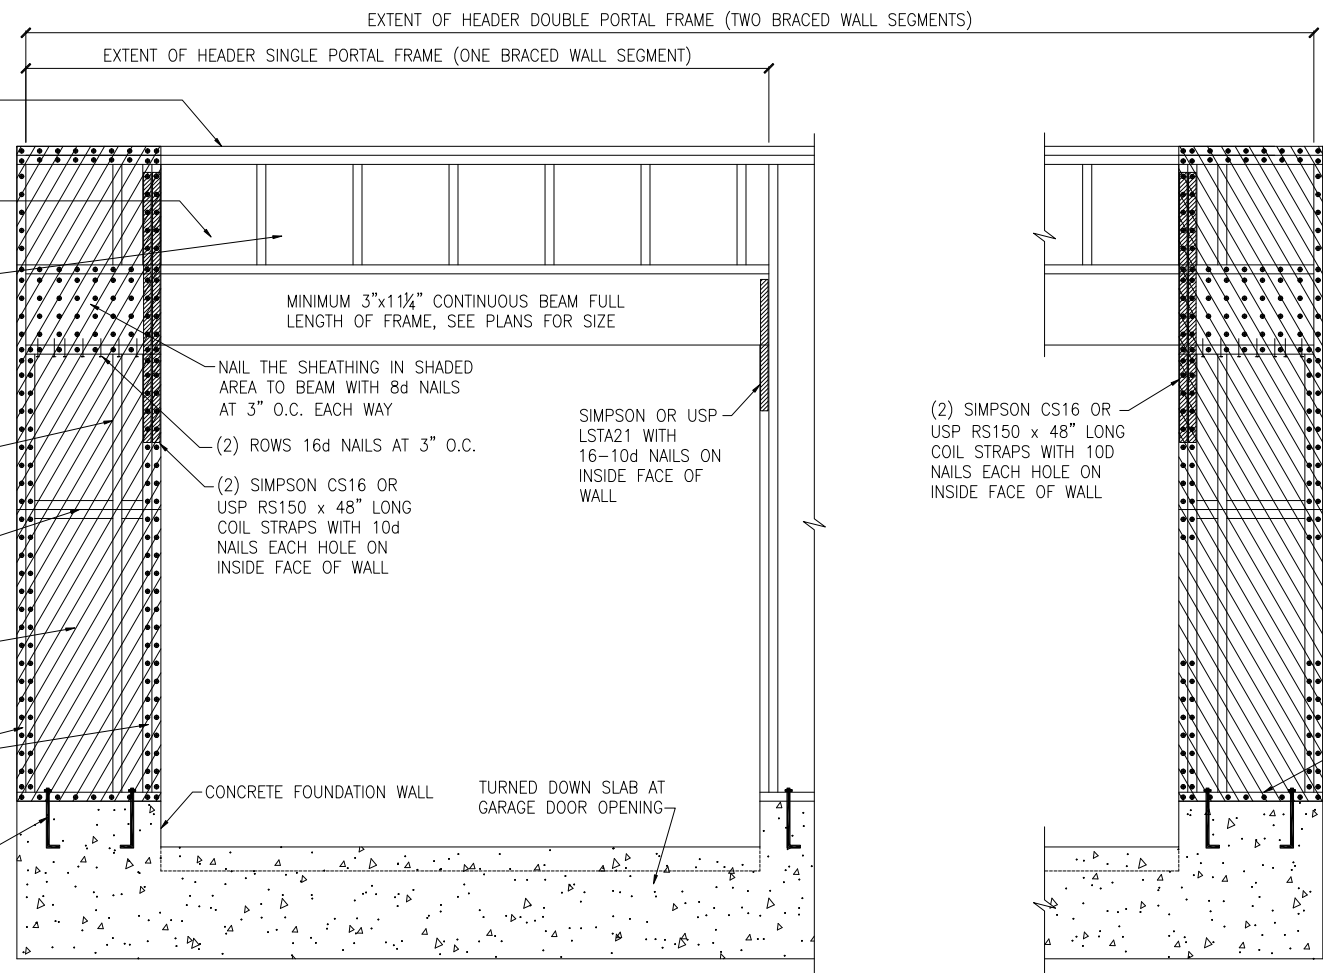 EXTENT OF HEADER DOUBLE PORTAL FRAME (TWO BRACED WALL SEGMENTS)
EXTENT OF HEADER SINGLE PORTAL FRAME (ONE BRACED WALL SEGMENT)
MINIMUM 3"x11¼" CONTINUOUS BEAM FULL
LENGTH OF FRAME, SEE PLANS FOR SIZE
NAIL THE SHEATHING IN SHADED
AREA TO BEAM WITH 8d NAILS
AT 3" O.C. EACH WAY
(2) ROWS 16d NAILS AT 3" O.C.
(2) SIMPSON CS16 OR
USP RS150 x 48" LONG
COIL STRAPS WITH 10d
NAILS EACH HOLE ON
INSIDE FACE OF WALL
SIMPSON OR USP
LSTA21 WITH
16-10d NAILS ON
INSIDE FACE OF
WALL
(2) SIMPSON CS16 OR
USP RS150 x 48" LONG
COIL STRAPS WITH 10D
NAILS EACH HOLE ON
INSIDE FACE OF WALL
CONCRETE FOUNDATION WALL
TURNED DOWN SLAB AT
GARAGE DOOR OPENING